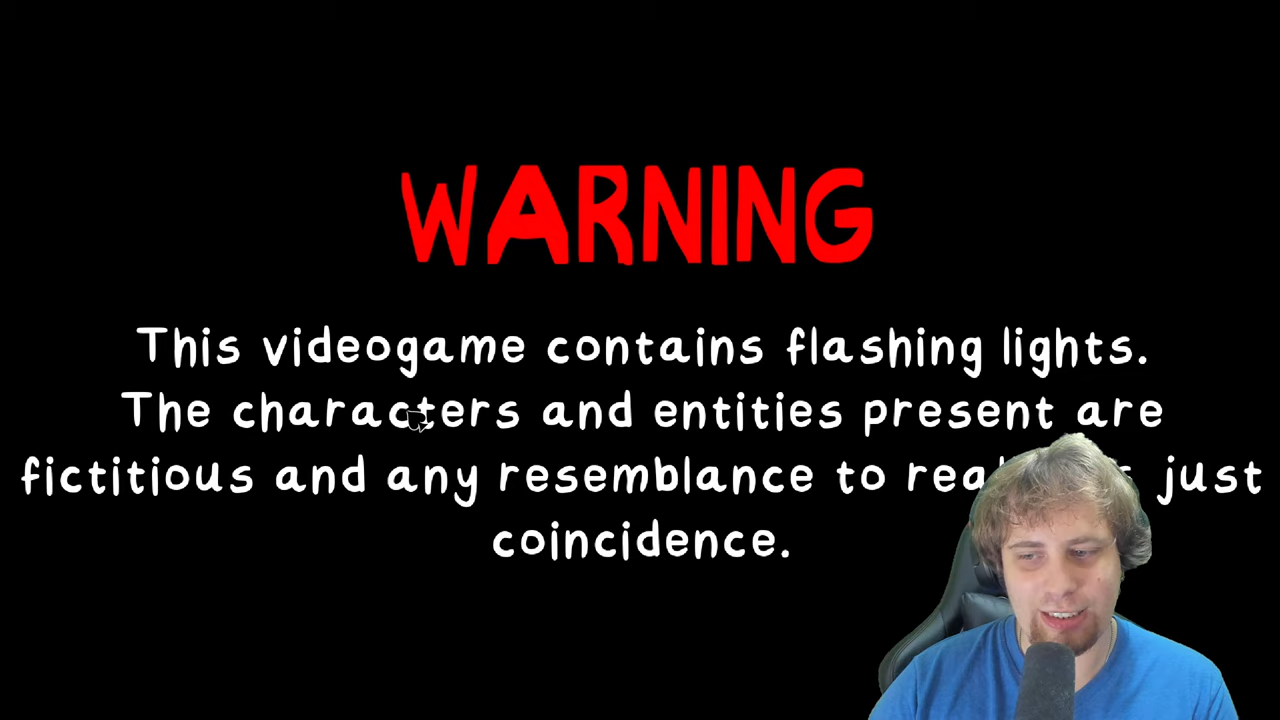 WARNING
This videogame contains flashing lights.
The characters and entities present are
fictitious and any resemblance to just
coincidence.